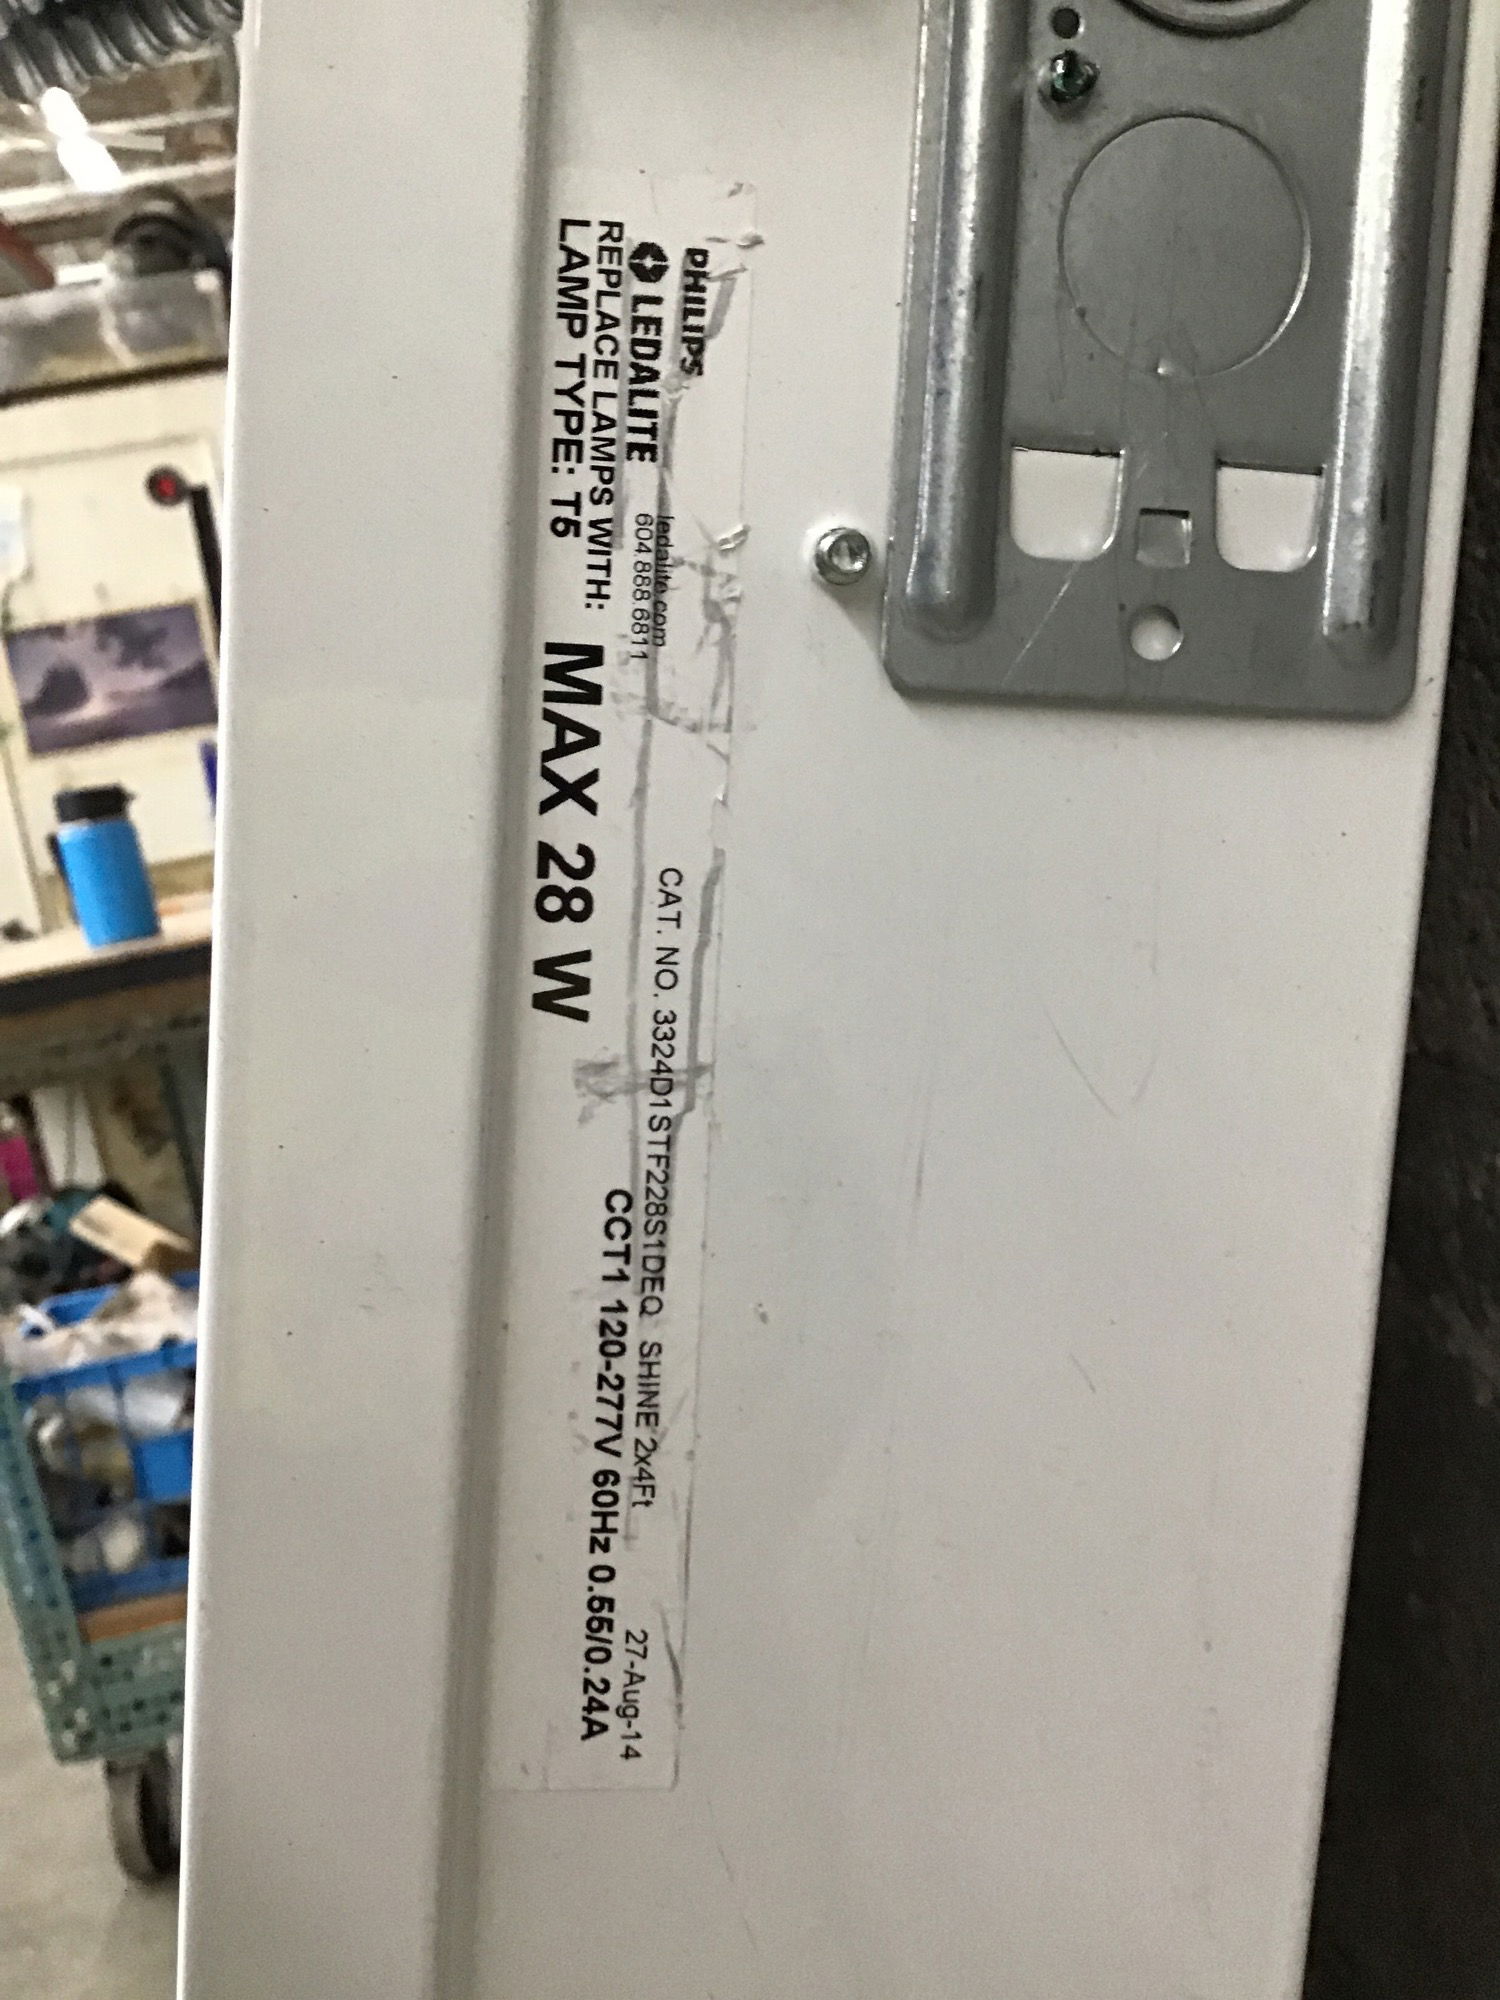 PHILIPS
LEDALITE
ledalite.com
604.888.6811
REPLACE LAMPS WITH:
LAMP TYPE: T5
MAX 28 W
CAT. NO. 3324D1STF228S1DEQ SHINE 2x4Ft
27-Aug-14
CCT1 120-277V 60Hz 0.55/0.24A